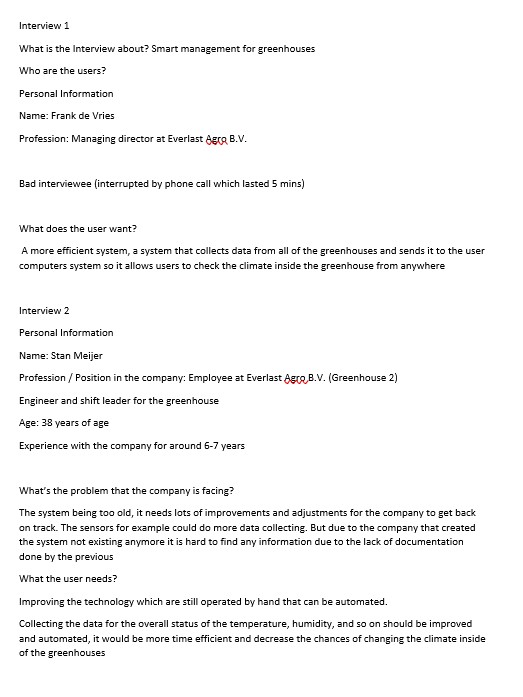 Interview 1
What is the Interview about? Smart management for greenhouses
Who are the users?
Personal Information
Name: Frank de Vries
Profession: Managing director at Everlast Agro B.V.
Bad interviewee (interrupted by phone call which lasted 5 mins)
What does the user want?
A more efficient system, a system that collects data from all of the greenhouses and sends it to the user
computers system so it allows users to check the climate inside the greenhouse from anywhere
Interview 2
Personal Information
Name: Stan Meijer
Profession / Position in the company: Employee at Everlast Agro B.V. (Greenhouse 2)
Engineer and shift leader for the greenhouse
Age: 38 years of age
Experience with the company for around 6-7 years
What's the problem that the company is facing?
The system being too old, it needs lots of improvements and adjustments for the company to get back
on track. The sensors for example could do more data collecting. But due to the company that created
the system not existing anymore it is hard to find any information due to the lack of documentation
done by the previous
What the user needs?
Improving the technology which are still operated by hand that can be automated.
Collecting the data for the overall status of the temperature, humidity, and so on should be improved
and automated, it would be more time efficient and decrease the chances of changing the climate inside
of the greenhouses